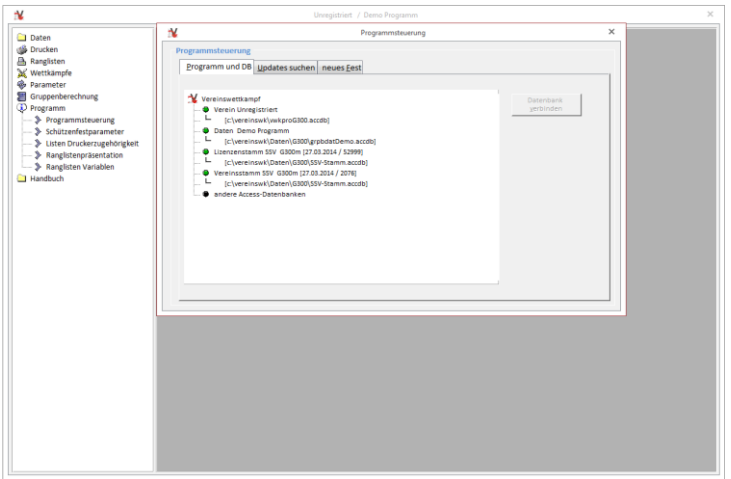 Unregistriert / Demo Programm
Daten
Drucken
Ranglisten
Wettkämpfe
Parameter
Gruppenberechnung
Programm
Programmsteuerung
Schützenfestparameter
Listen Druckerzugehörigkeit
Ranglistenpräsentation
Ranglisten Variablen
Handbuch
Programmsteuerung
Programmsteuerung
Programm und DB Updates suchen neues Fest
Vereinswettkampf
Verein Unregistriert
[c:\vereinswk\vwkproG300.accdb]
Daten Demo Programm
[c:\vereinswk\Daten\G300\grpbdatDemo.accdb]
Lizenzenstamm SSV G300m [27.03.2014 / 52999]
[c:\vereinswk\Daten\G300\SSV-Stamm.accdb]
Vereinsstamm SSV G300m [27.03.2014 / 2078]
[c:\vereinswk\Daten\G300\SSV-Stamm.accdb]
andere Access-Datenbanken
Datenbank
verbinden